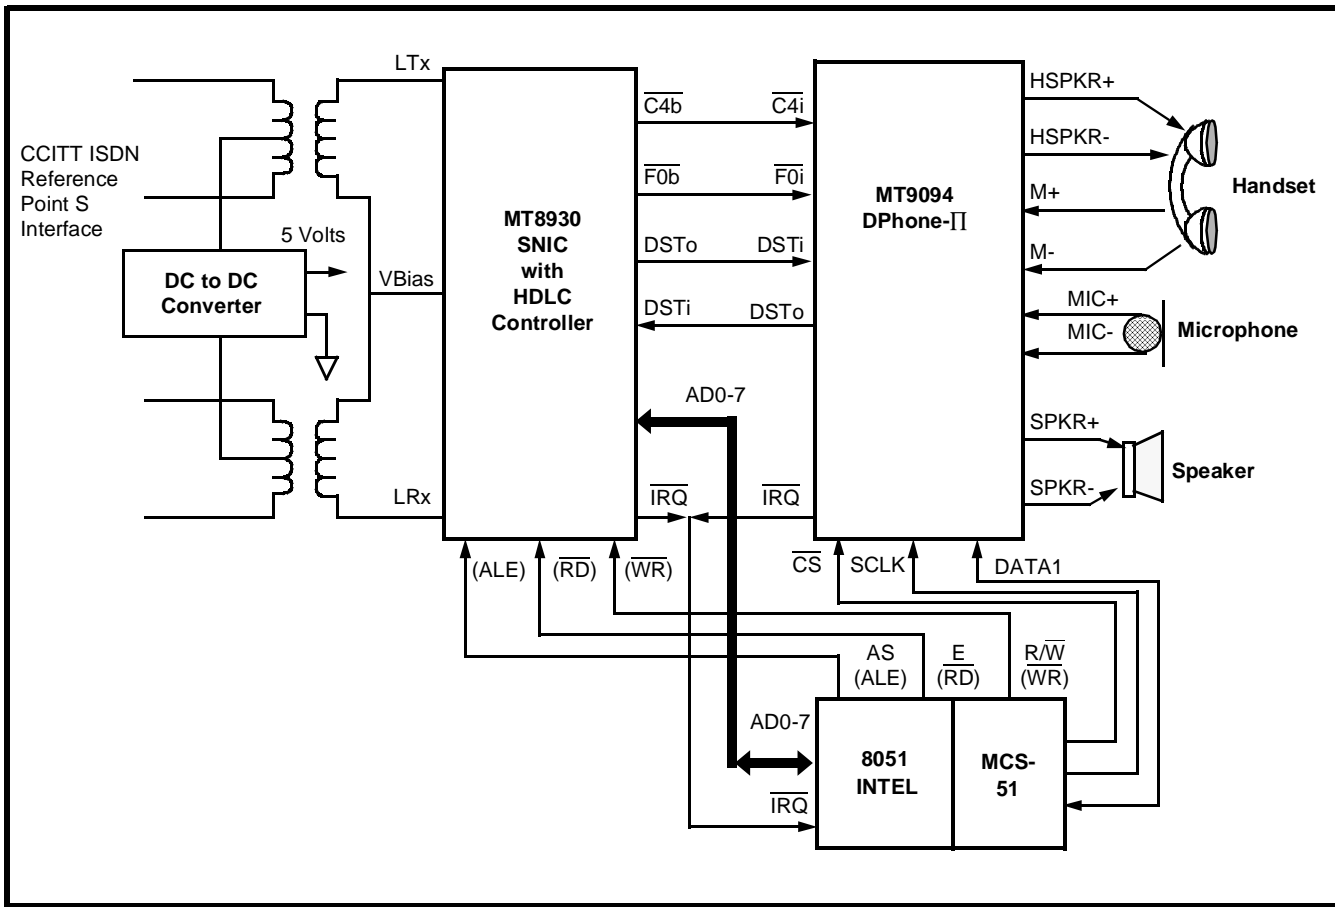 LTx
C4b
C4i
HSPKR+
CCITT ISDN
Reference
Point S
Interface
HSPKR-
F0b
F0i
M+
Handset
MT8930
SNIC
with
HDLC
Controller
MT9094
DPhone-Π
5 Volts
DSTo
DSTi
M-
DC to DC
Converter
VBias
DSTi
DSTo
MIC+
MIC-
Microphone
AD0-7
SPKR+
Speaker
LRx
IRQ
IRQ
SPKR-
(ALE)
(RD)
(WR)
CS
SCLK
DATA1
AS
(ALE)
E
(RD)
R/W
(WR)
AD0-7
8051
INTEL
MCS-
51
IRQ